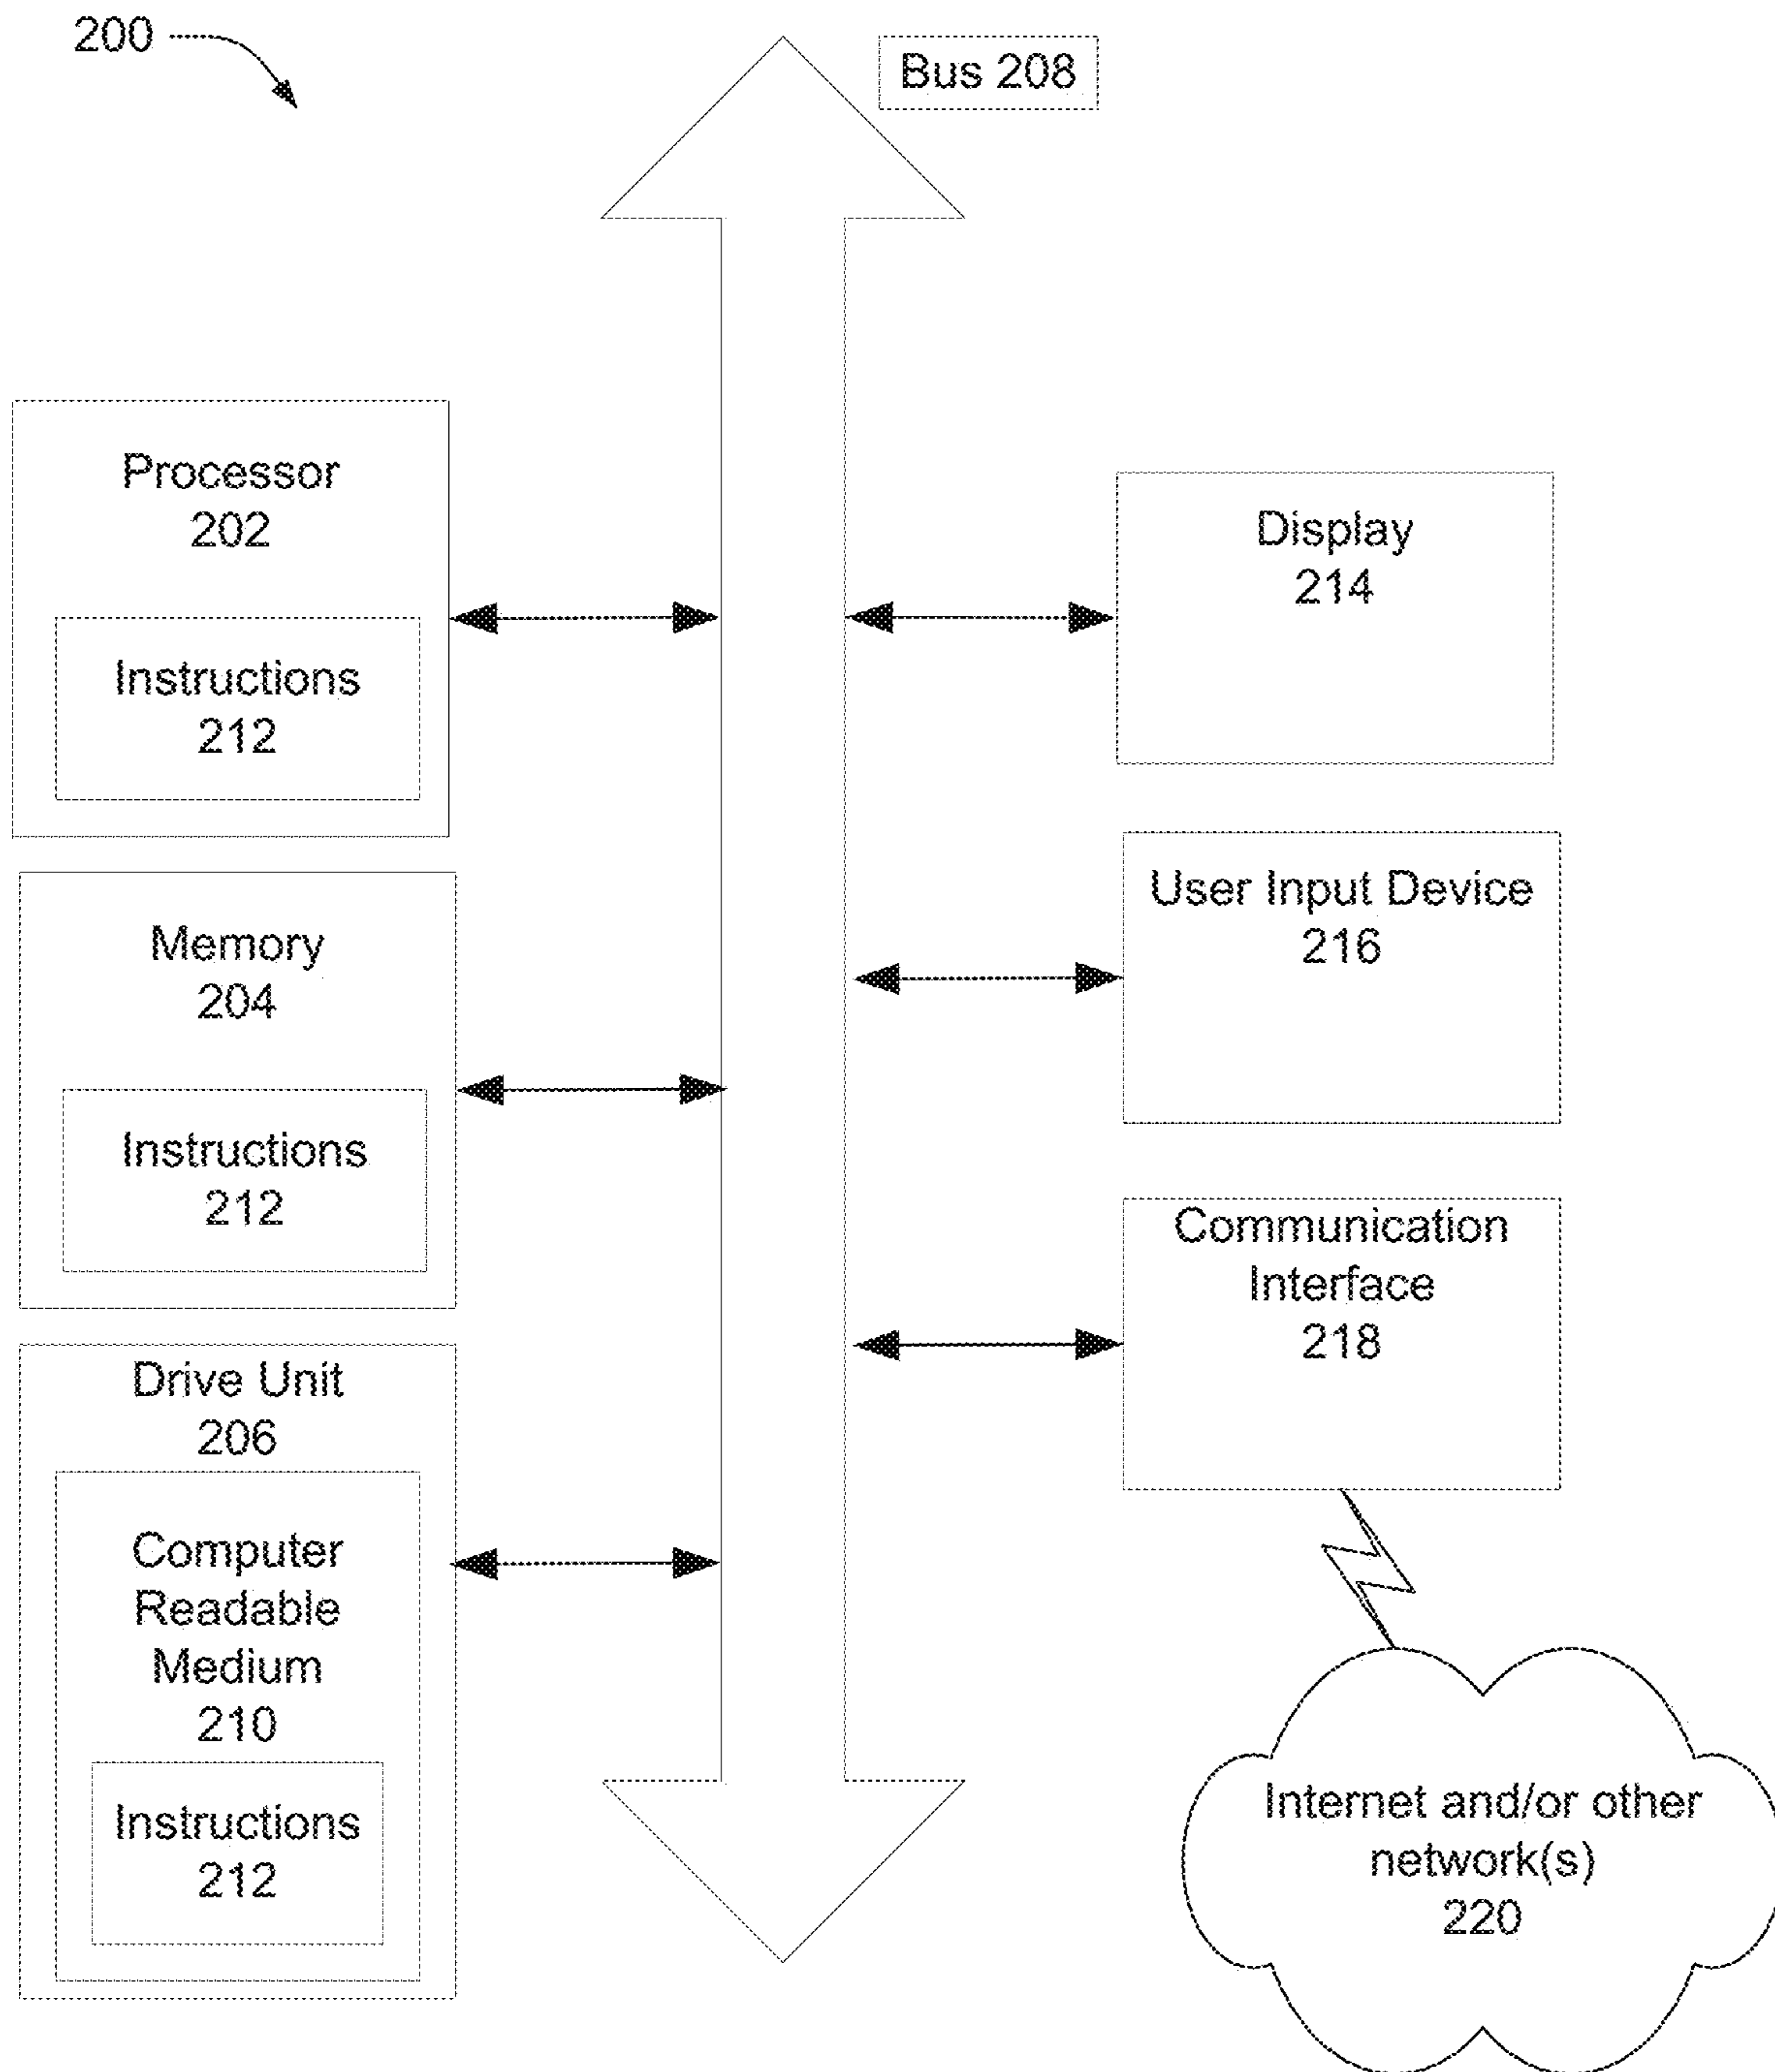 200
Bus 208
Processor
202
Instructions
212
Memory
204
Instructions
212
Drive Unit
206
Computer
Readable
Medium
210
Instructions
212
Display
214
User Input Device
216
Communication
Interface
218
Internet and/or other
network(s)
220